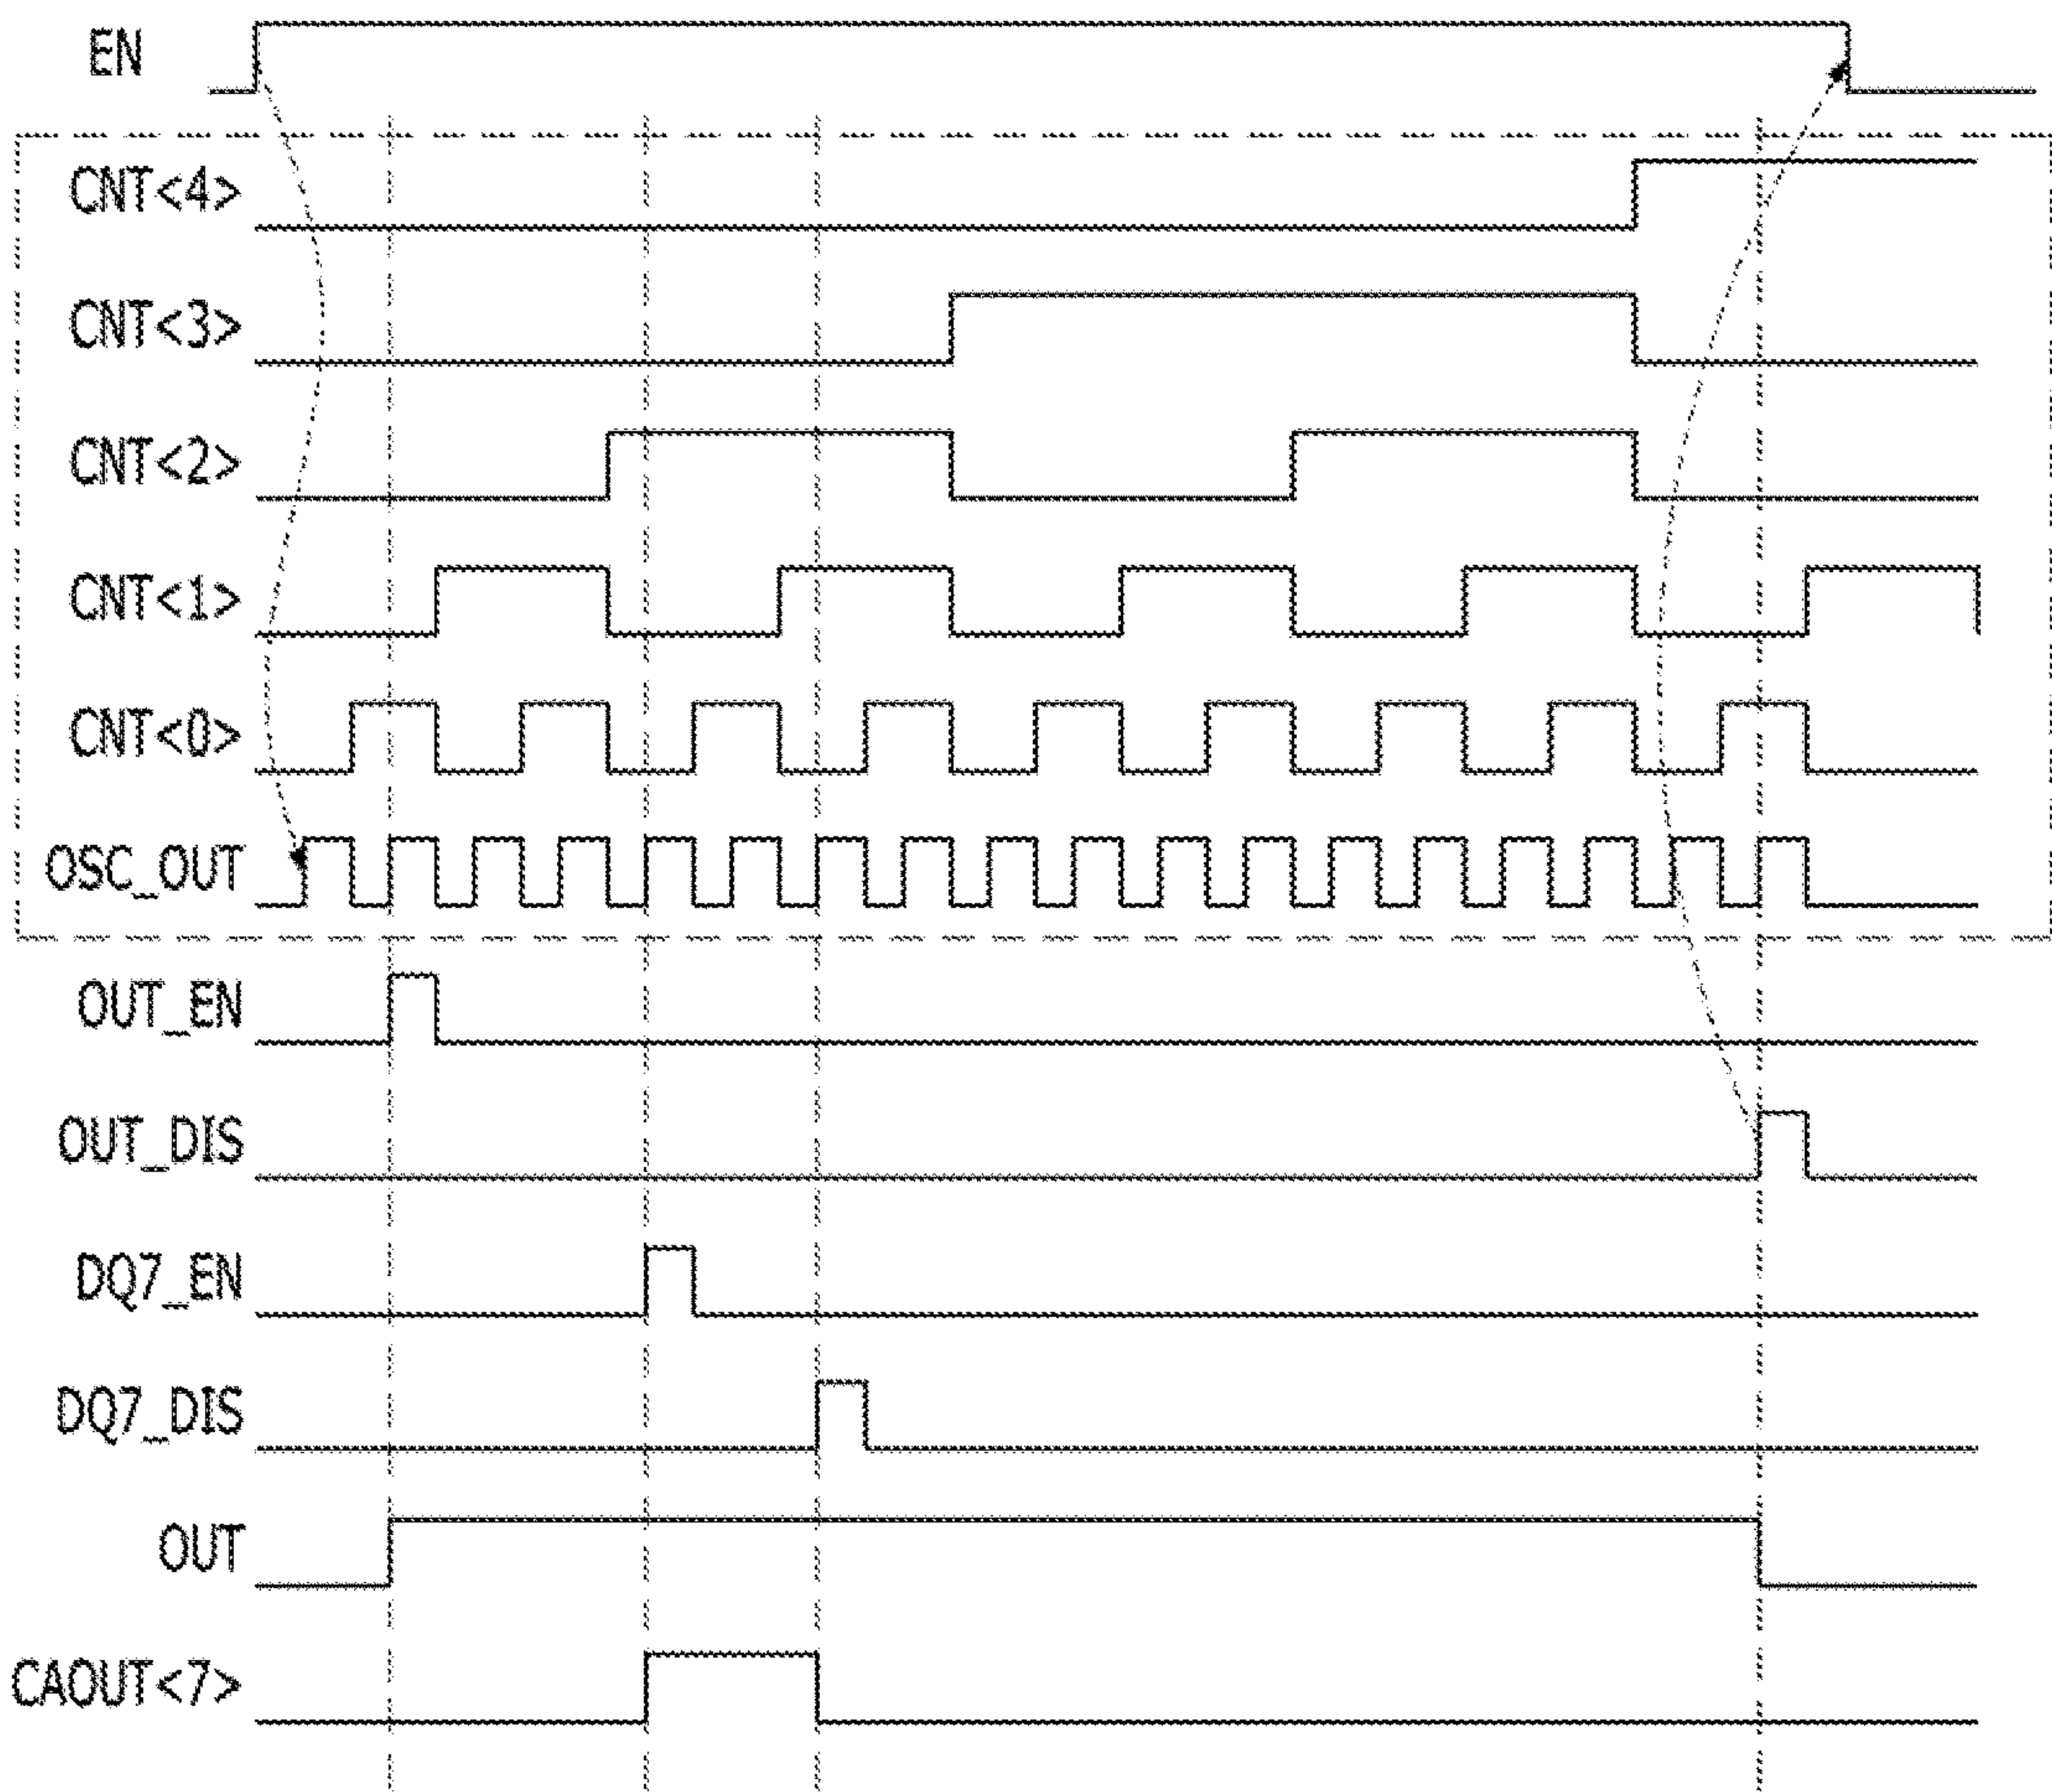 EN
CNT<4>
CNT<3>
CNT<2>
CNT<1>
CNT<0>
OSC_OUT
OUT_EN
OUT_DIS
DQ7_EN
DQ7_DIS
OUT
CAOUT<7>